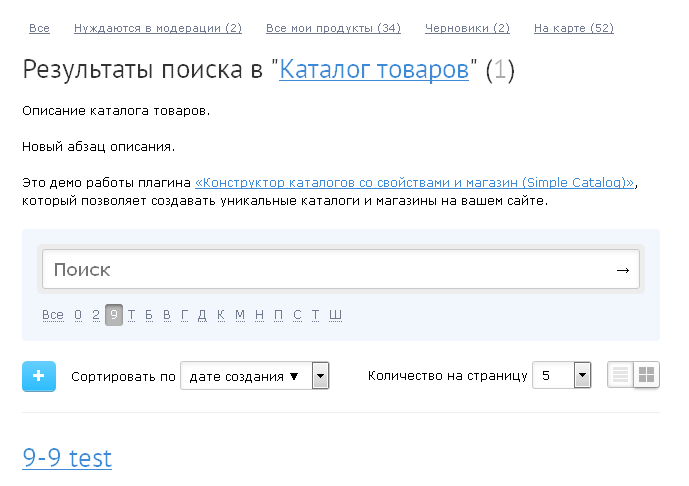 Все Нуждаются в модерации (2) Все мои продукты (34) Черновики (2) На карте (52)
Результаты поиска в "Каталог товаров" (1)
Описание каталога товаров.
Новый абзац описания.
Это демо работы плагина «Конструктор каталогов со свойствами и магазин (Simple Catalog)»,
который позволяет создавать уникальные каталоги и магазины на вашем сайте.
Поиск →
Все 0 2 9 T Б В Г Д К М Н П С Т Ш
+ Сортировать по дате создания ▼ Количество на страницу 5
9-9 test